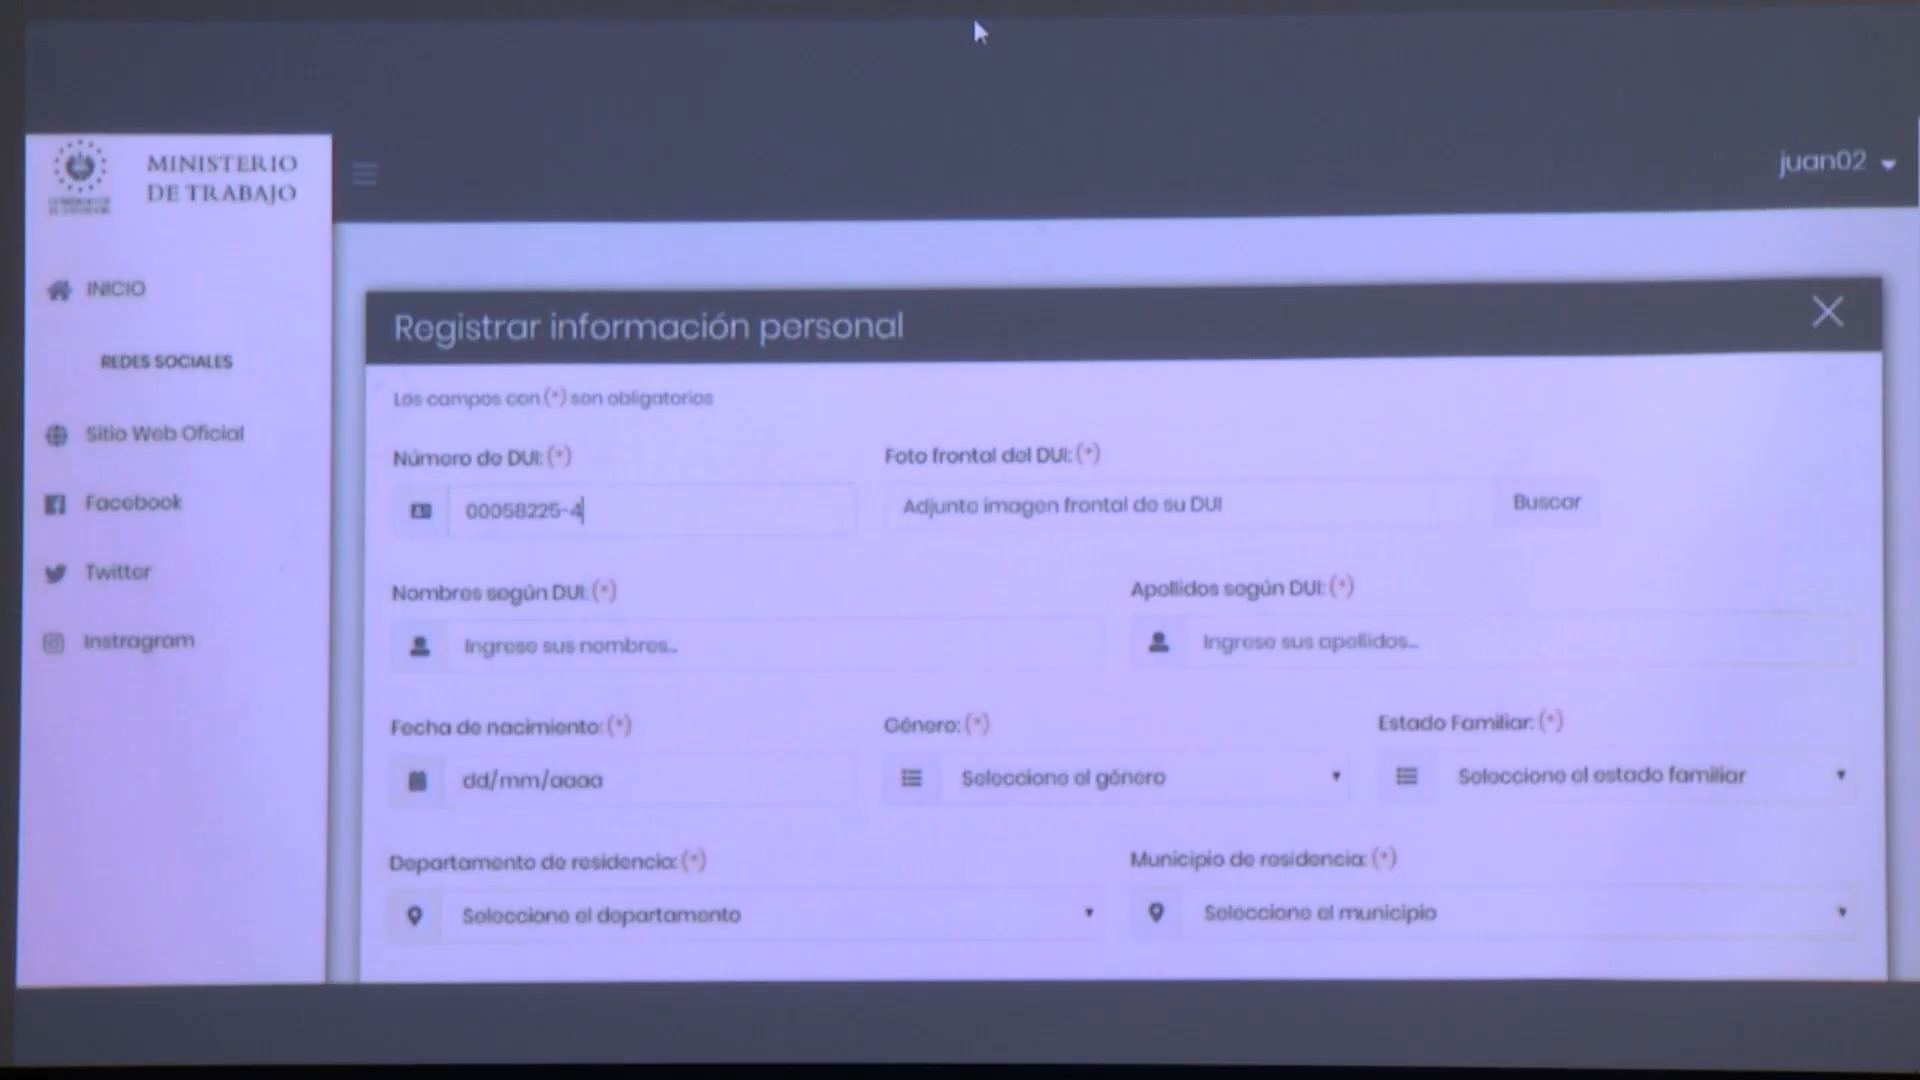 MINISTERIO
DE TRABAJO
juan02
INICIO
REDES SOCIALES
Sitio Web Oficial
Facebook
Twitter
Instragram
Registrar información personal
Los campos con (*) son obligatorios
Número de DUI: (*)
Foto frontal del DUI: (*)
00058225-4
Adjunte imagen frontal de su DUI
Buscar
Nombres según DUI: (*)
Apellidos según DUI: (*)
Ingrese sus nombres...
Ingrese sus apellidos...
Fecha de nacimiento: (*)
Género: (*)
Estado Familiar: (*)
dd/mm/aaaa
Seleccione el género
Seleccione el estado familiar
Departamento de residencia: (*)
Municipio de residencia: (*)
Seleccione el departamento
Seleccione el municipio